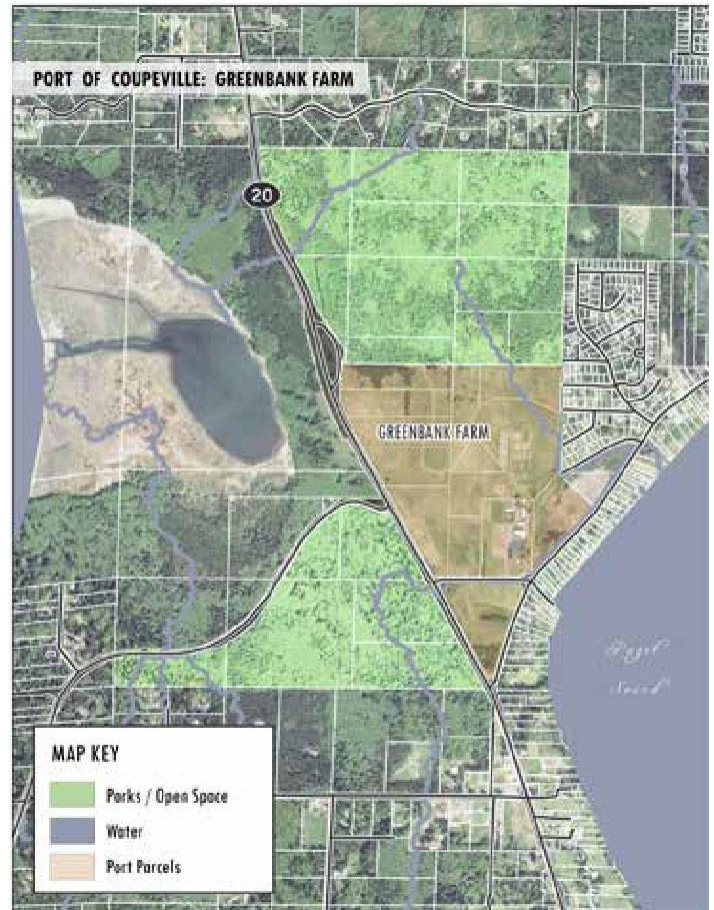 PORT OF COUPEVILLE: GREENBANK FARM
20
GREENBANK FARM
Puget
Sound
MAP KEY
Parks / Open Space
Water
Port Parcels